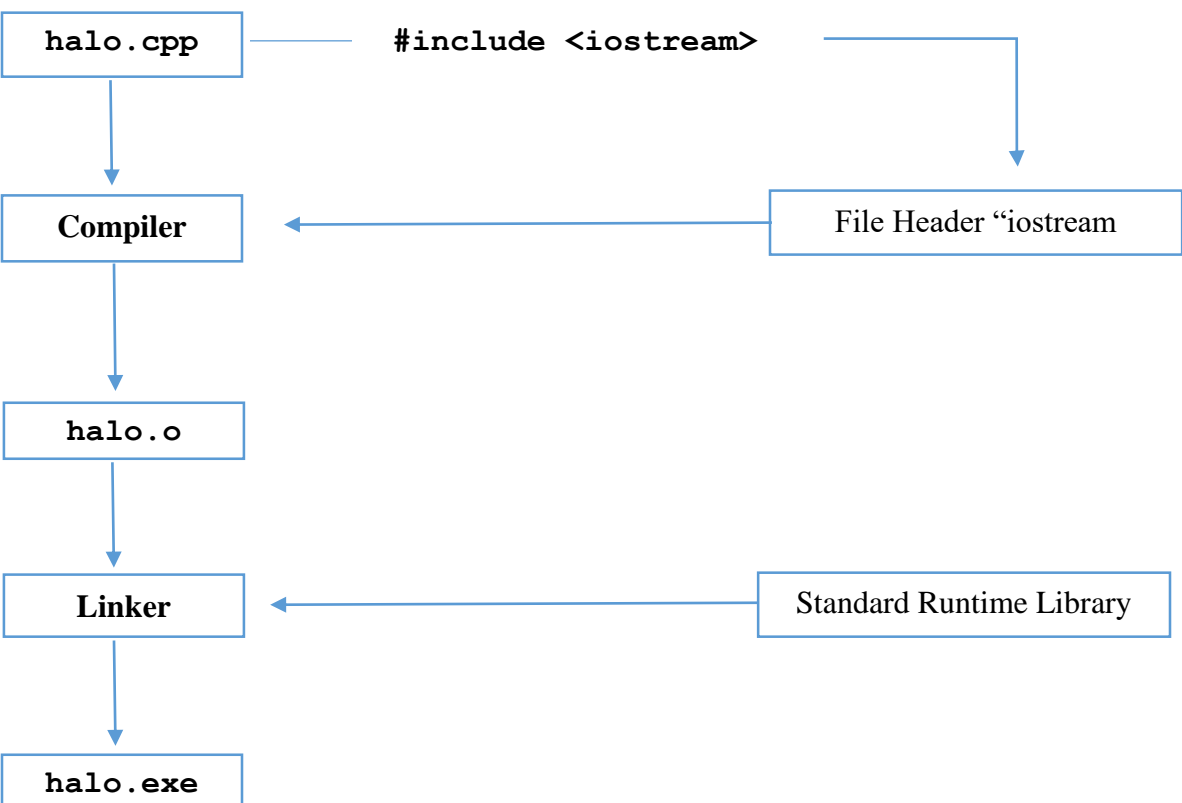 halo.cpp
#include <iostream>
Compiler
File Header “iostream
halo.o
Linker
Standard Runtime Library
halo.exe